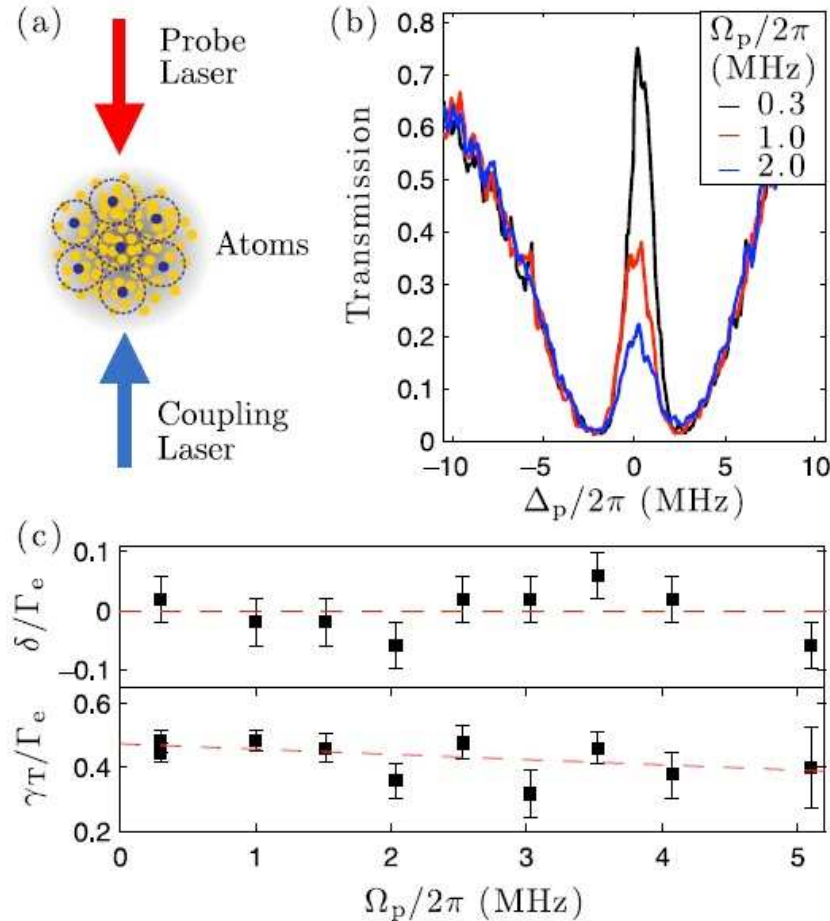 (a)
Probe
Laser
Atoms
Coupling
Laser
(b)
Ωp/2π
(MHz)
0.3
1.0
2.0
Transmission
0.8
0.7
0.6
0.5
0.4
0.3
0.2
0.1
0
−10
−5
0
5
10
Δp/2π (MHz)
(c)
δ/Γe
0.1
0
−0.1
γT/Γe
0.6
0.4
0.2
0
1
2
3
4
5
Ωp/2π (MHz)